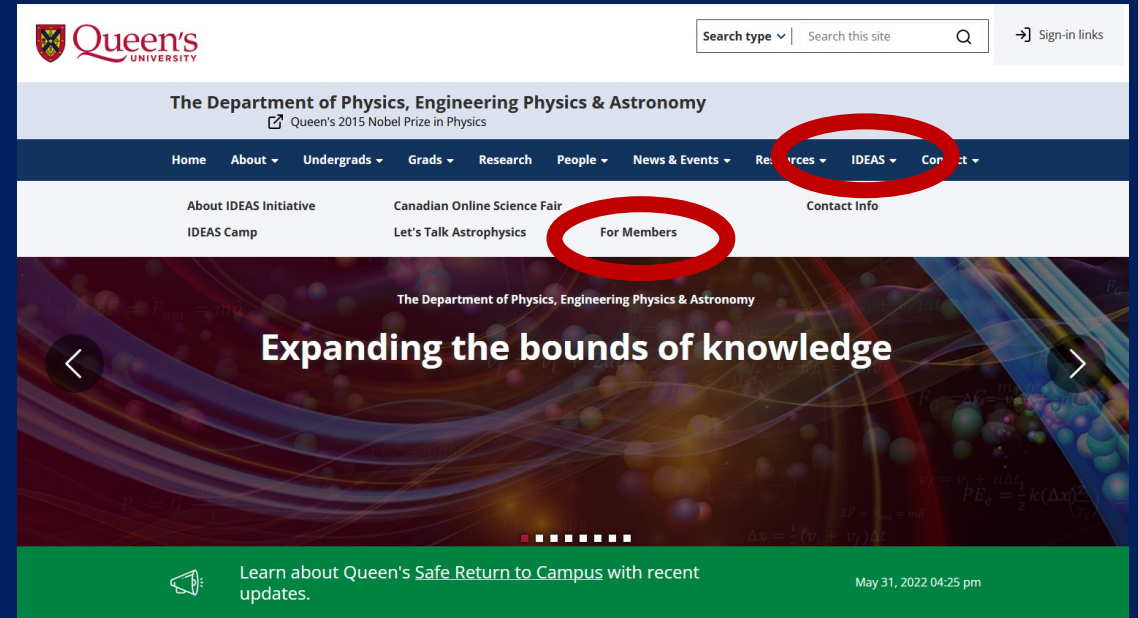 Queen's
UNIVERSITY
Search type
Search this site
Sign-in links
The Department of Physics, Engineering Physics & Astronomy
Queen's 2015 Nobel Prize in Physics
Home About Undergrads Grads Research People News & Events Resources IDEAS Contact
About IDEAS Initiative Canadian Online Science Fair Contact Info
IDEAS Camp Let's Talk Astrophysics For Members
The Department of Physics, Engineering Physics & Astronomy
Expanding the bounds of knowledge
Learn about Queen's Safe Return to Campus with recent
updates.
May 31, 2022 04:25 pm